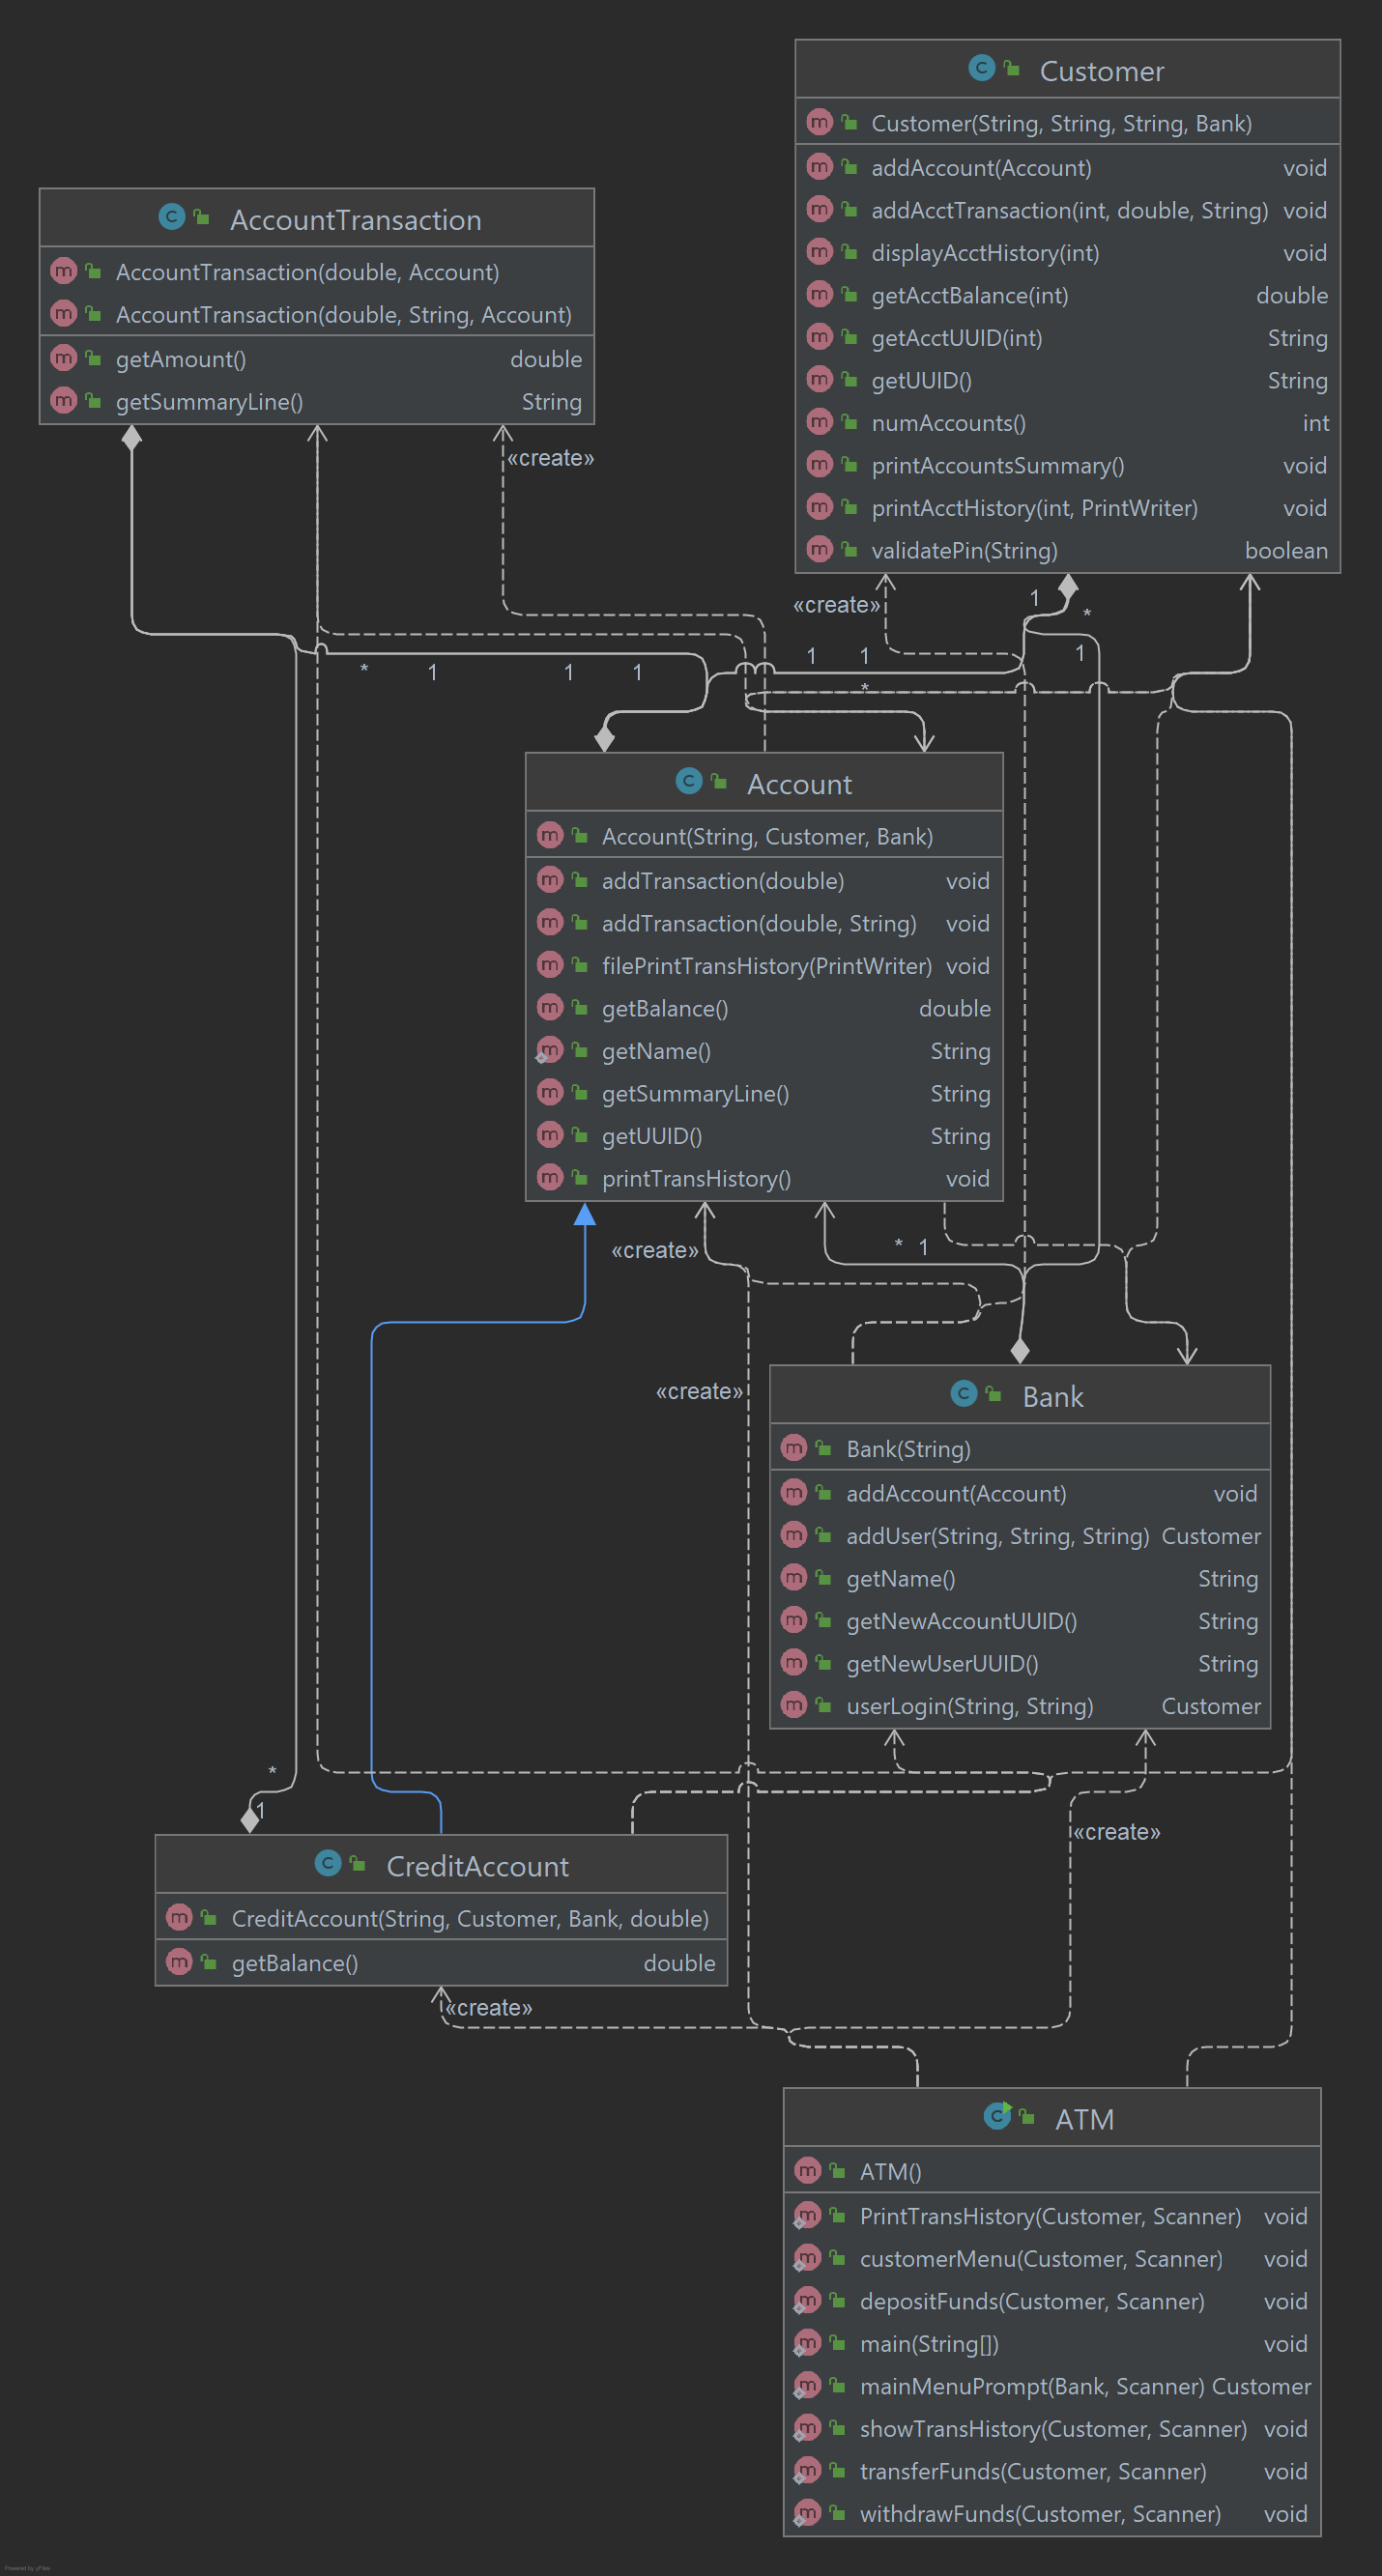 Customer
Customer(String, String, String, Bank)
addAccount(Account) void
addAcctTransaction(int, double, String) void
displayAcctHistory(int) void
getAcctBalance(int) double
getAcctUUID(int) String
getUUID() String
numAccounts() int
printAccountsSummary() void
printAcctHistory(int, PrintWriter) void
validatePin(String) boolean
AccountTransaction
AccountTransaction(double, Account)
AccountTransaction(double, String, Account)
getAmount() double
getSummaryLine() String
«create»
«create»
1
*
* 1 1 1 1 1 1
*
Account
Account(String, Customer, Bank)
addTransaction(double) void
addTransaction(double, String) void
filePrintTransHistory(PrintWriter) void
getBalance() double
getName() String
getSummaryLine() String
getUUID() String
printTransHistory() void
«create» * 1
«create»
Bank
Bank(String)
addAccount(Account) void
addUser(String, String, String) Customer
getName() String
getNewAccountUUID() String
getNewUserUUID() String
userLogin(String, String) Customer
*
1
«create»
CreditAccount
CreditAccount(String, Customer, Bank, double)
getBalance() double
«create»
ATM
ATM()
PrintTransHistory(Customer, Scanner) void
customerMenu(Customer, Scanner) void
depositFunds(Customer, Scanner) void
main(String[]) void
mainMenuPrompt(Bank, Scanner) Customer
showTransHistory(Customer, Scanner) void
transferFunds(Customer, Scanner) void
withdrawFunds(Customer, Scanner) void
Powered by yFiles